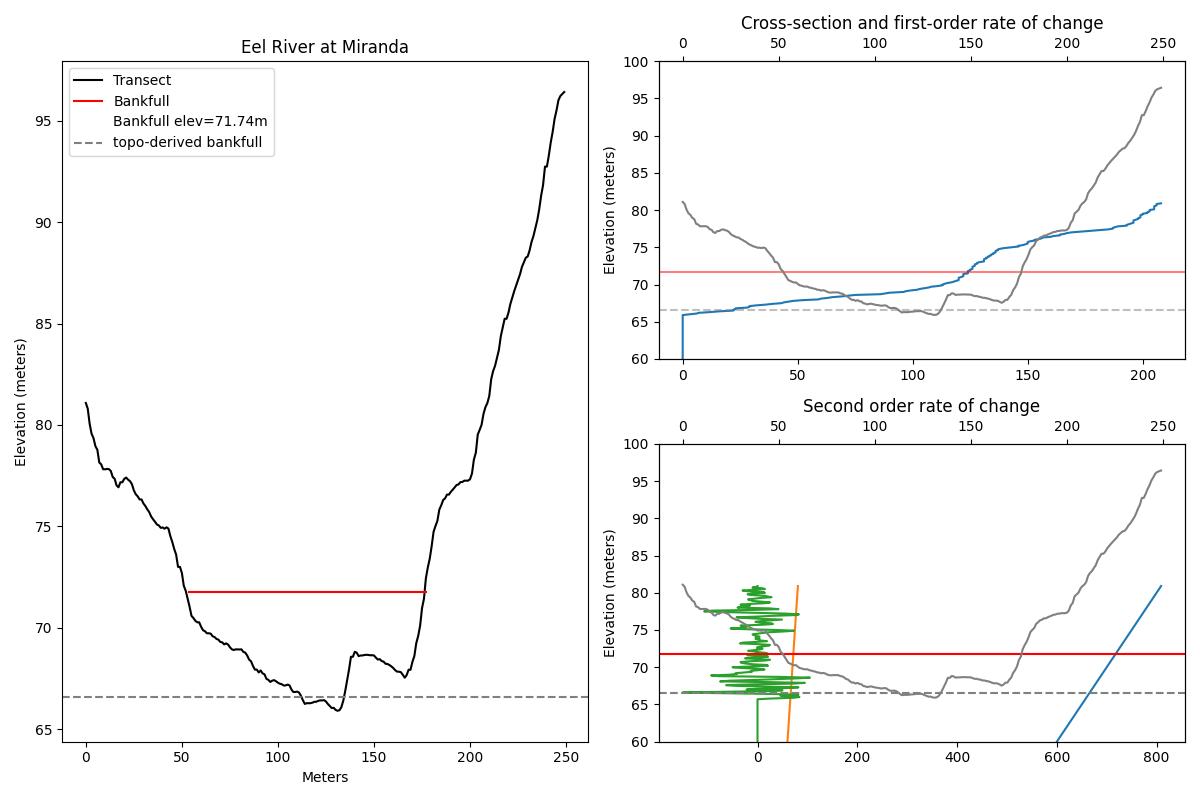 Eel River at Miranda
Transect
Bankfull
Bankfull elev=71.74m
topo-derived bankfull
Elevation (meters)
95
90
85
80
75
70
65
0 50 100 150 200 250
Meters
Cross-section and first-order rate of change
0 50 100 150 200 250
Elevation (meters)
100
95
90
85
80
75
70
65
60
0 50 100 150 200
Second order rate of change
0 50 100 150 200 250
Elevation (meters)
100
95
90
85
80
75
70
65
60
0 200 400 600 800